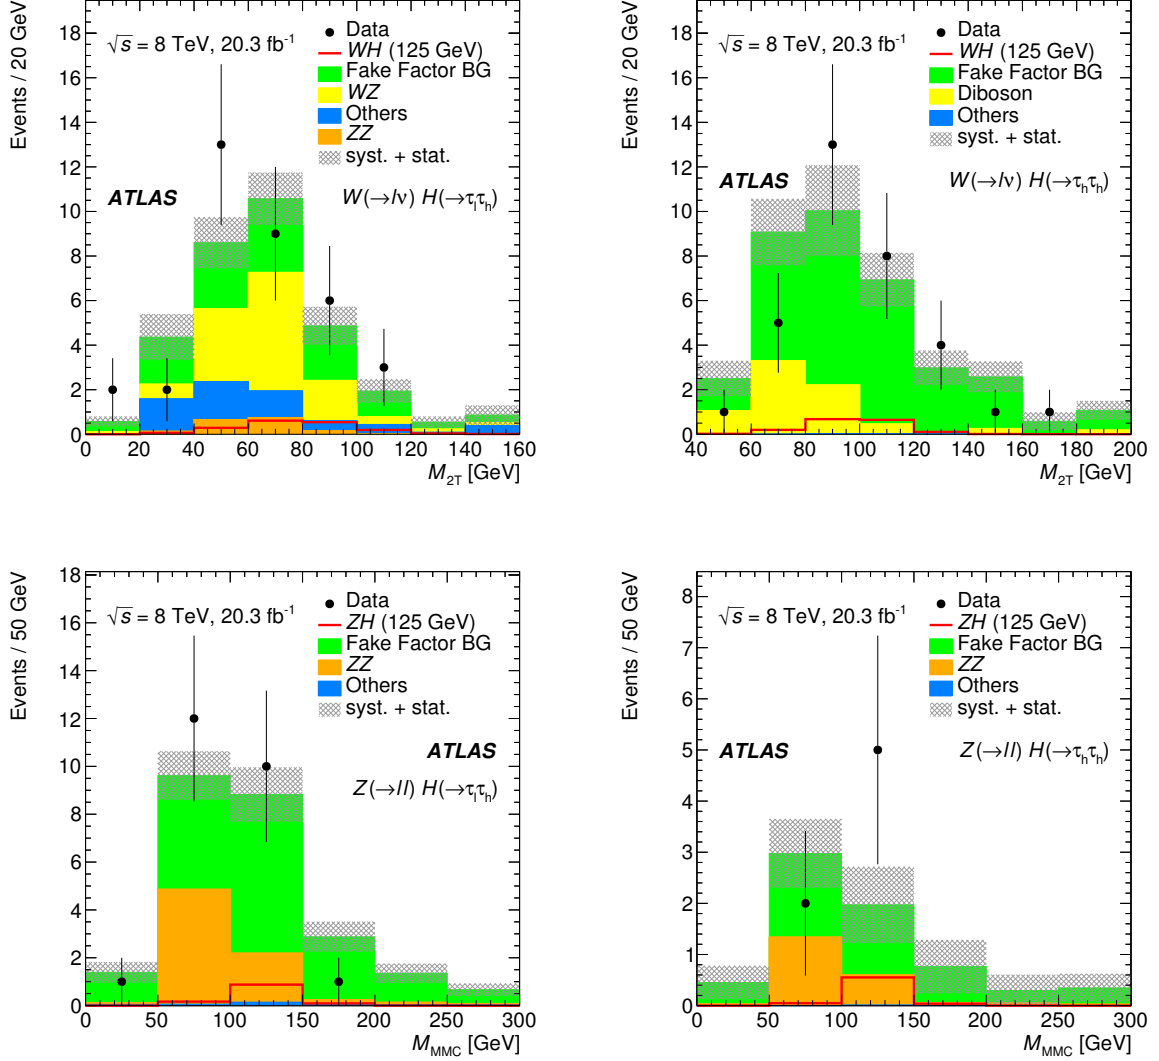 Events / 20 GeV
√s = 8 TeV, 20.3 fb⁻¹
Data
WH (125 GeV)
Fake Factor BG
WZ
Others
ZZ
syst. + stat.
ATLAS
W(→lν) H(→τₗτₕ)
0 2 4 6 8 10 12 14 16 18
0 20 40 60 80 100 120 140 160
M₂T [GeV]
Events / 20 GeV
√s = 8 TeV, 20.3 fb⁻¹
Data
WH (125 GeV)
Fake Factor BG
Diboson
Others
syst. + stat.
ATLAS
W(→lν) H(→τₕτₕ)
0 2 4 6 8 10 12 14 16 18
40 60 80 100 120 140 160 180 200
M₂T [GeV]
Events / 50 GeV
√s = 8 TeV, 20.3 fb⁻¹
Data
ZH (125 GeV)
Fake Factor BG
ZZ
Others
syst. + stat.
ATLAS
Z(→ll) H(→τₗτₕ)
0 2 4 6 8 10 12 14 16 18
0 50 100 150 200 250 300
M_MMC [GeV]
Events / 50 GeV
√s = 8 TeV, 20.3 fb⁻¹
Data
ZH (125 GeV)
Fake Factor BG
ZZ
Others
syst. + stat.
ATLAS
Z(→ll) H(→τₕτₕ)
0 1 2 3 4 5 6 7 8
0 50 100 150 200 250 300
M_MMC [GeV]